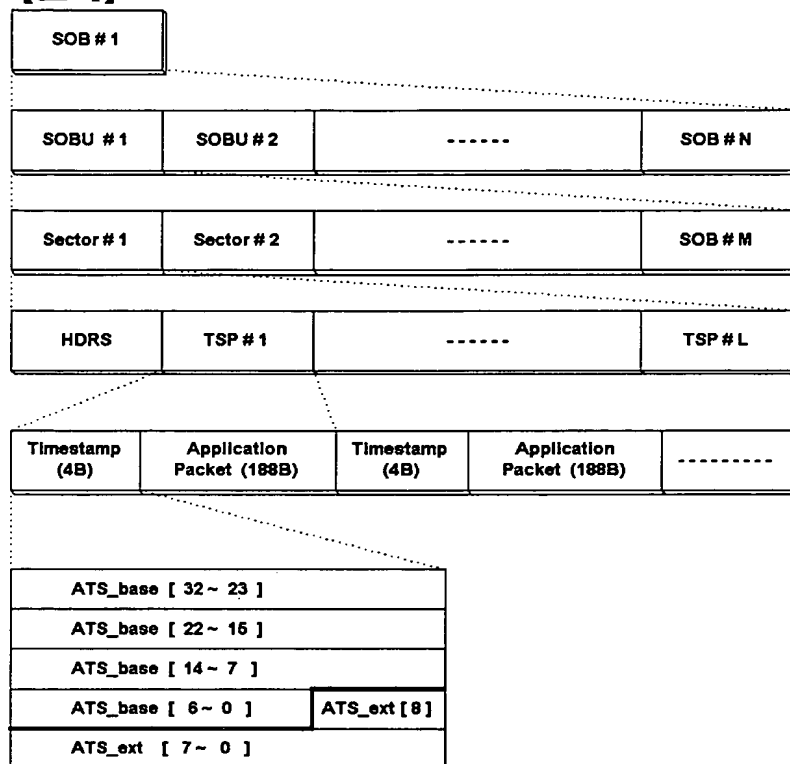 SOB # 1
SOBU # 1 SOBU # 2 ------ SOB # N
Sector # 1 Sector # 2 ------ SOB # M
HDRS TSP # 1 ------ TSP # L
Timestamp (4B) Application Packet (188B) Timestamp (4B) Application Packet (188B) ---------
ATS_base [ 32 ~ 23 ]
ATS_base [ 22 ~ 15 ]
ATS_base [ 14 ~ 7 ]
ATS_base [ 6 ~ 0 ] ATS_ext [ 8 ]
ATS_ext [ 7 ~ 0 ]